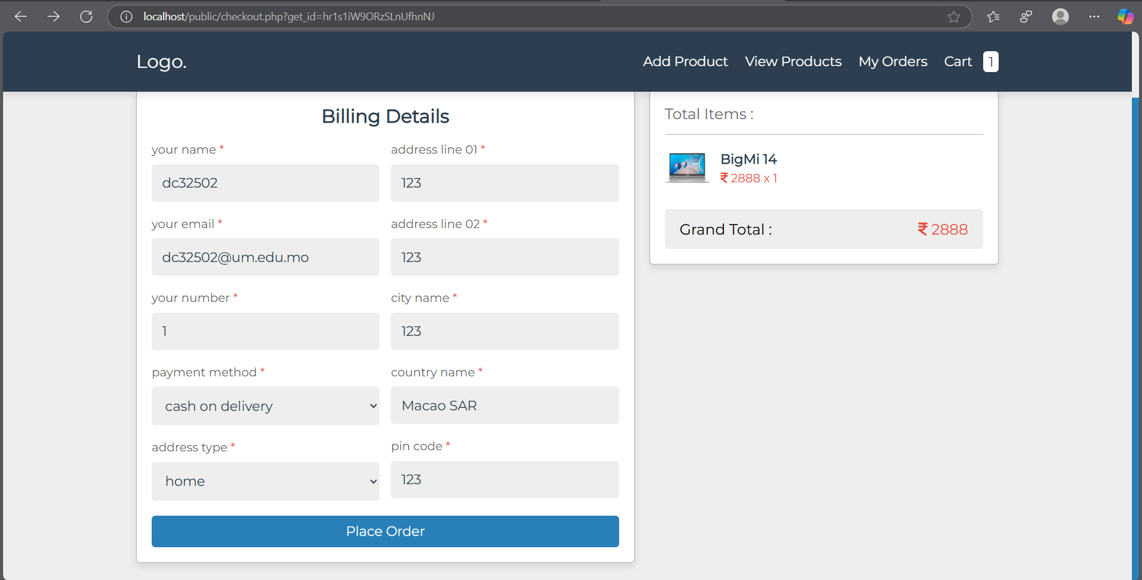 localhost/public/checkout.php?get_id=hr1s1iW9ORzSLnUfhnNJ
Logo.
Add Product
View Products
My Orders
Cart 1
Billing Details
your name *
dc32502
address line 01 *
123
your email *
dc32502@um.edu.mo
address line 02 *
123
your number *
1
city name *
123
payment method *
cash on delivery
country name *
Macao SAR
address type *
home
pin code *
123
Place Order
Total Items :
BigMi 14
₹ 2888 x 1
Grand Total : ₹ 2888